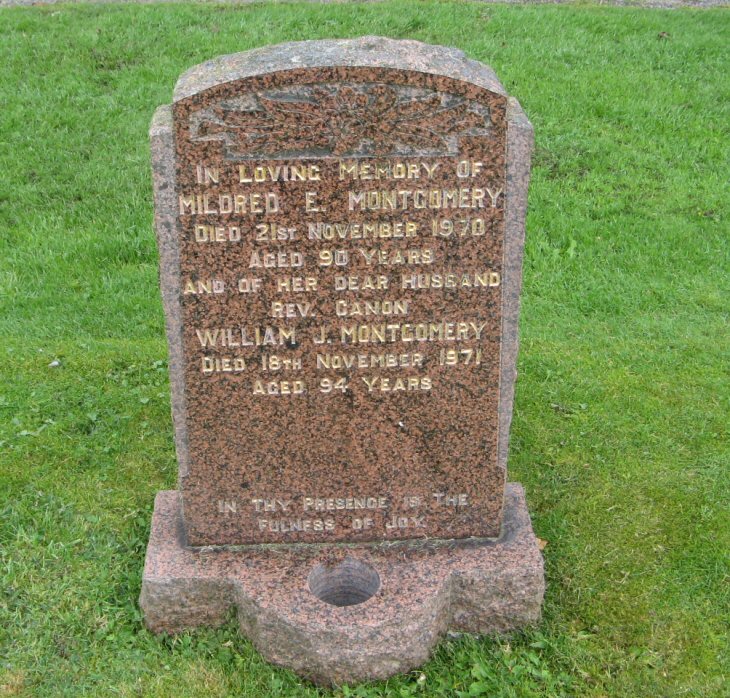 IN LOVING MEMORY OF
MILDRED E. MONTGOMERY
DIED 21ST NOVEMBER 1970
AGED 90 YEARS
AND OF HER DEAR HUSBAND
REV. CANON
WILLIAM J. MONTGOMERY
DIED 18TH NOVEMBER 1971
AGED 94 YEARS
IN THY PRESENCE IS THE
FULNESS OF JOY.